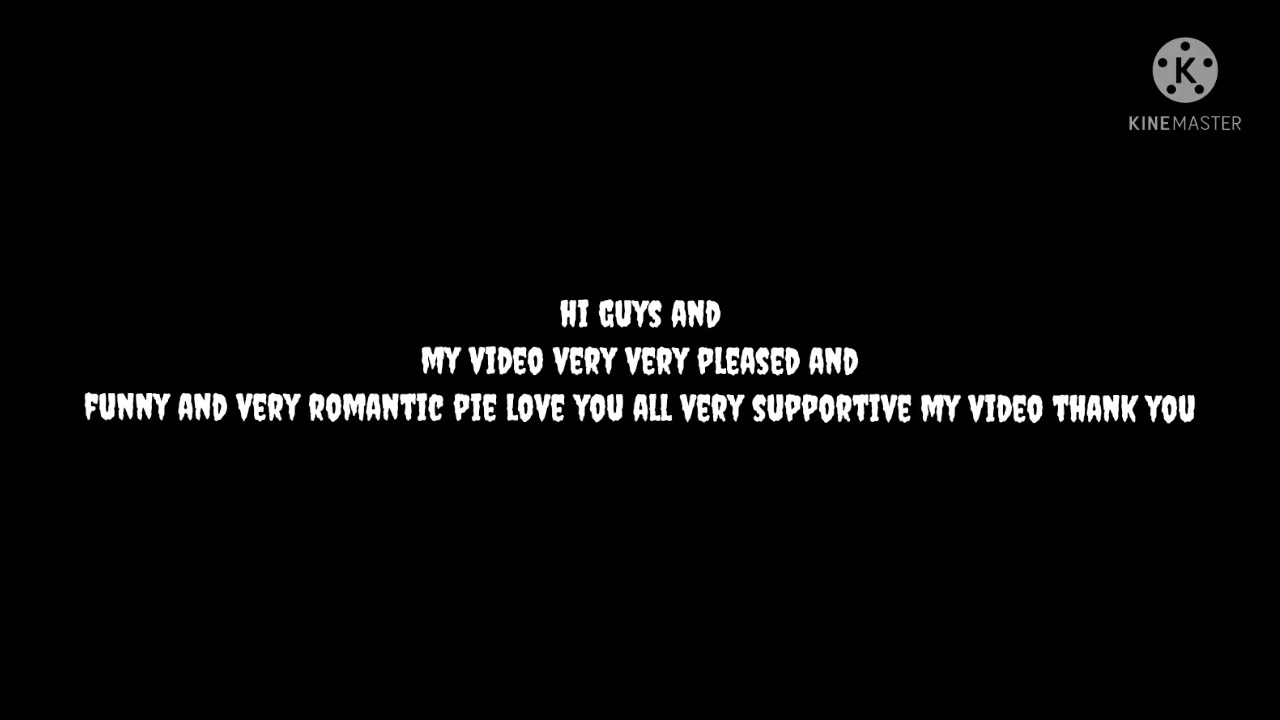 K
KINEMASTER
HI GUYS AND
MY VIDEO VERY VERY PLEASED AND
FUNNY AND VERY ROMANTIC PIE LOVE YOU ALL VERY SUPPORTIVE MY VIDEO THANK YOU